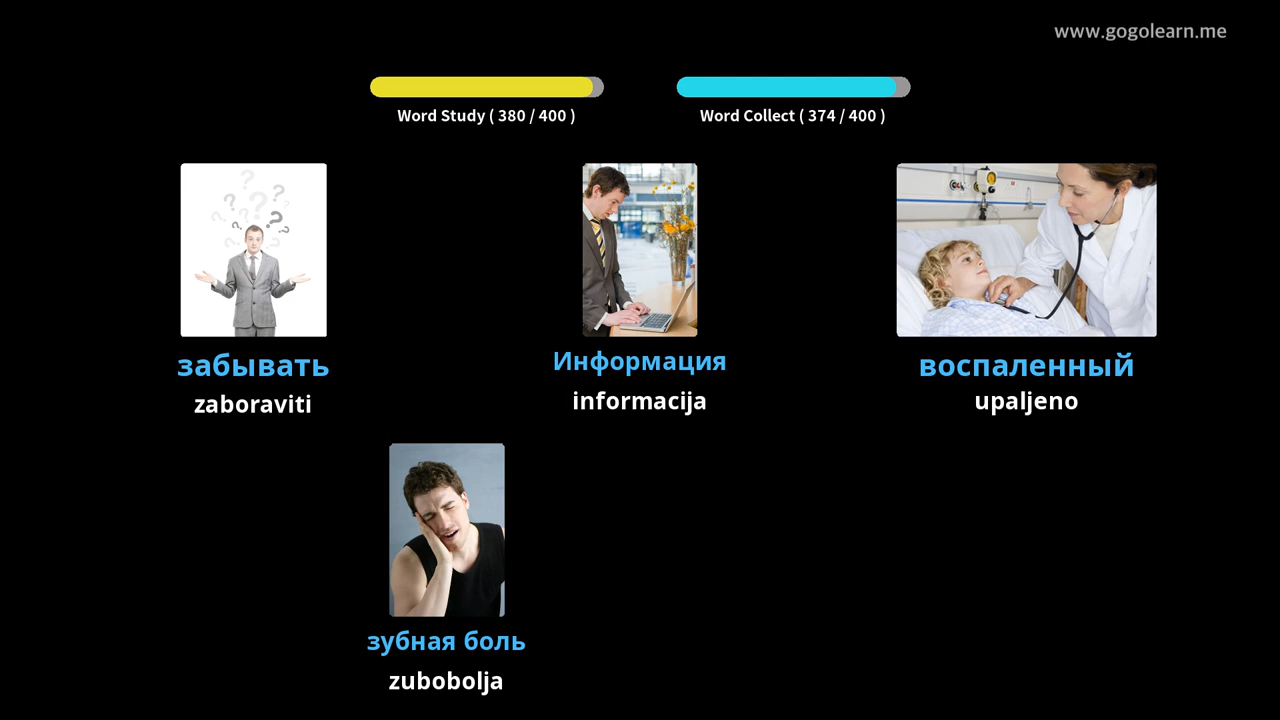 www.gogolearn.me
Word Study ( 380 / 400 )
Word Collect ( 374 / 400 )
забывать
zaboraviti
Информация
informacija
воспаленный
upaljeno
зубная боль
zubobolja